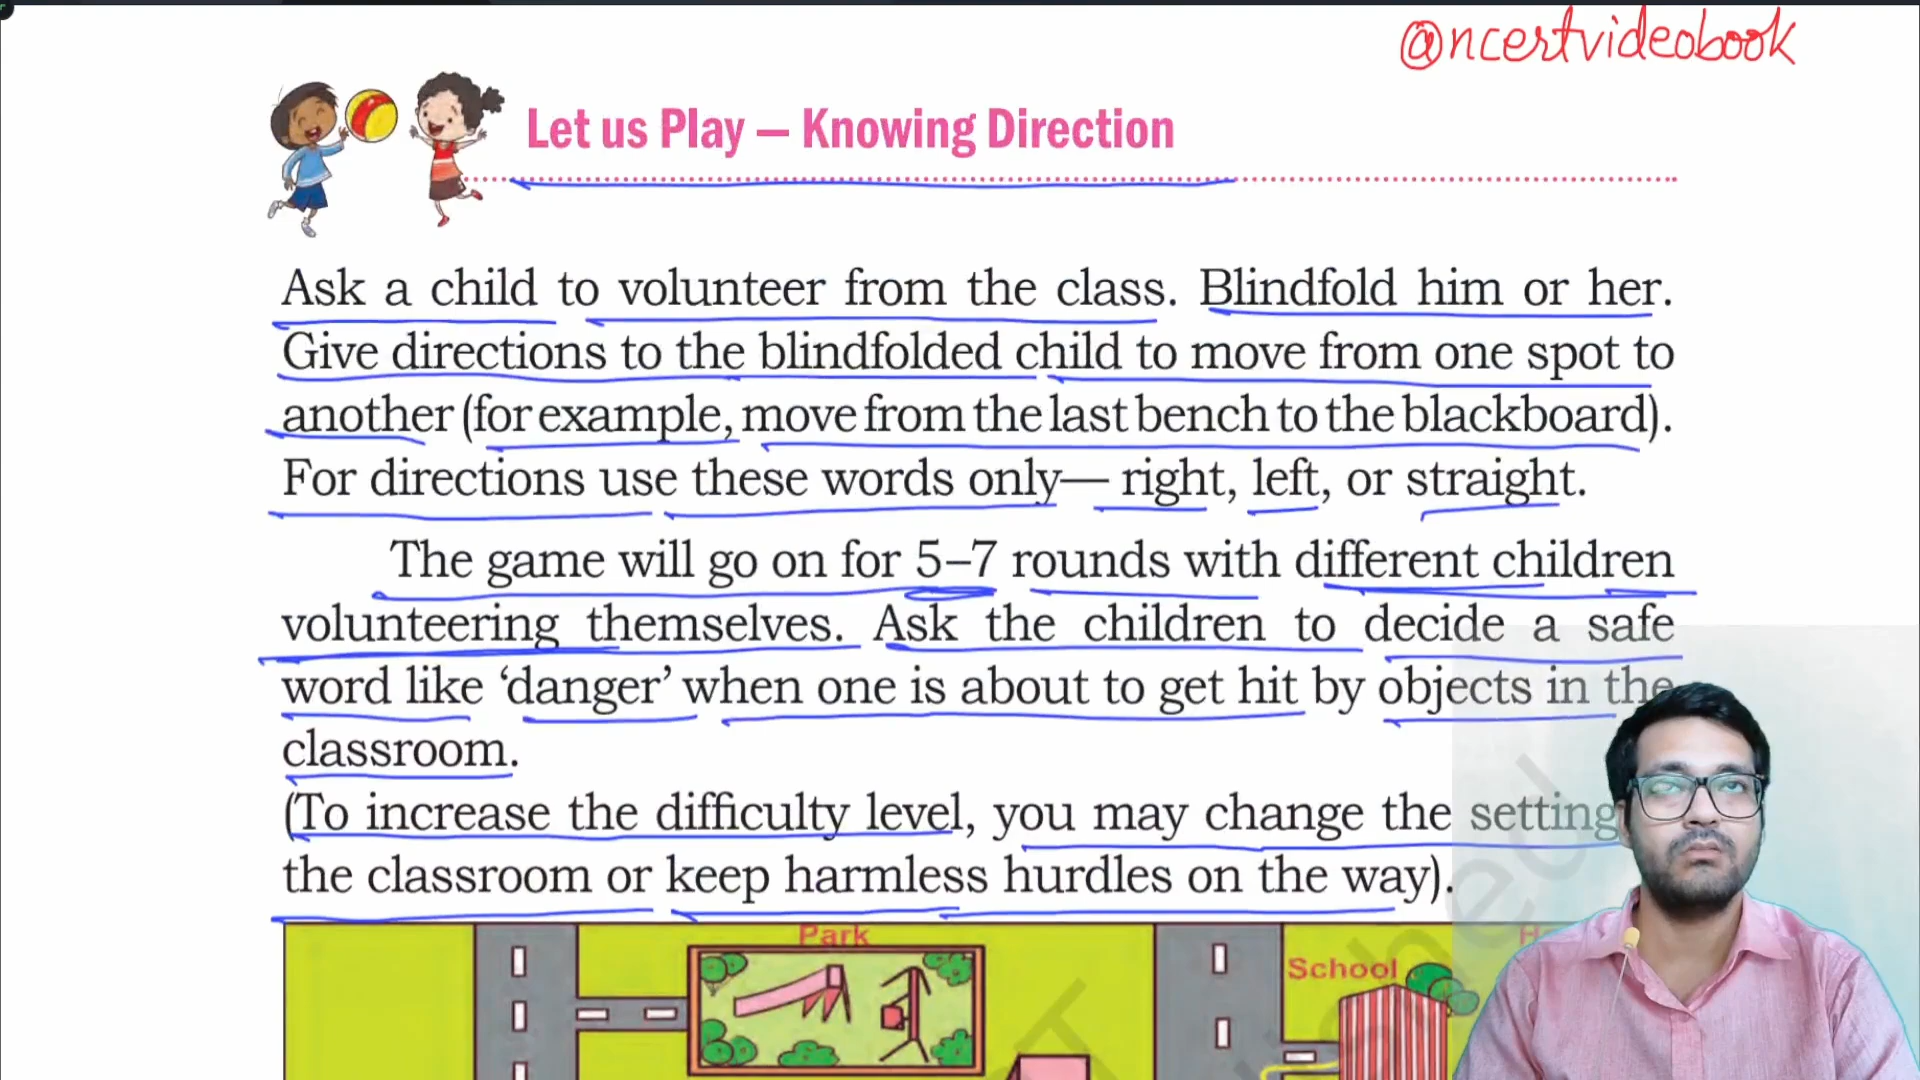 @ncertvideobook
Let us Play — Knowing Direction
Ask a child to volunteer from the class. Blindfold him or her.
Give directions to the blindfolded child to move from one spot to
another (for example, move from the last bench to the blackboard).
For directions use these words only— right, left, or straight.
The game will go on for 5–7 rounds with different children
volunteering themselves. Ask the children to decide a safe
word like ‘danger’ when one is about to get hit by objects in the
classroom.
(To increase the difficulty level, you may change the setting
the classroom or keep harmless hurdles on the way).
Park
School